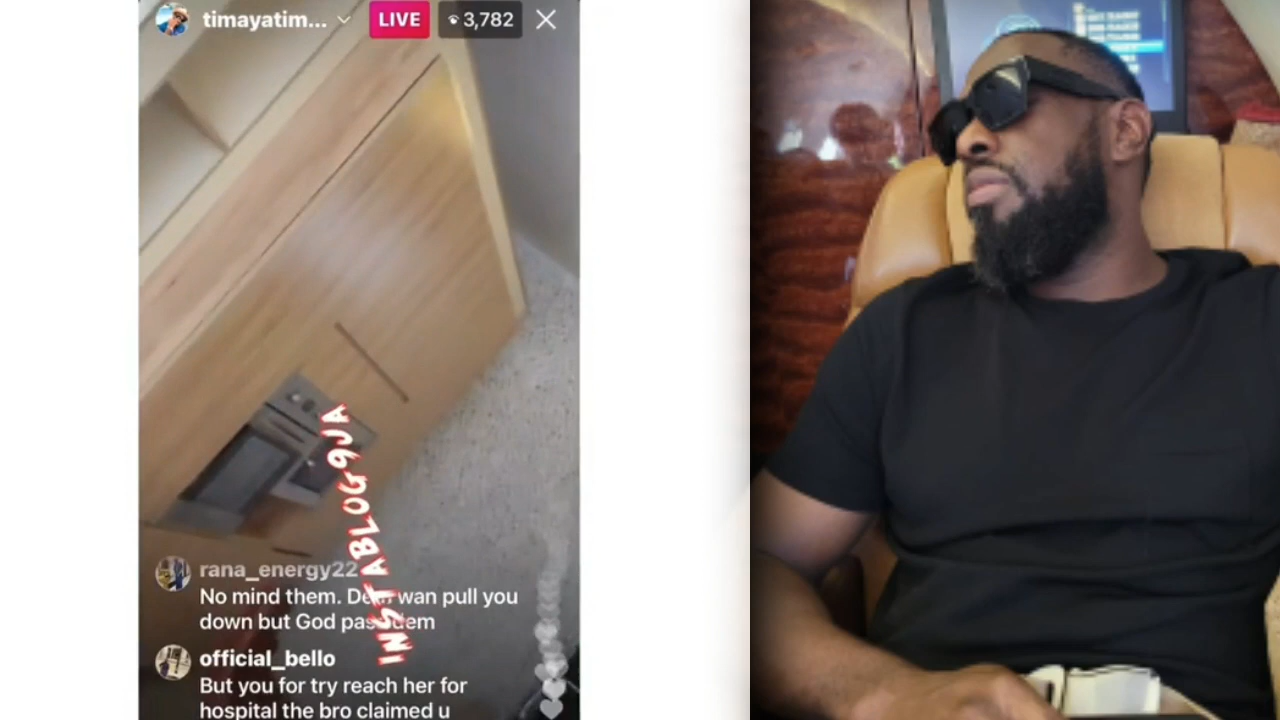 timayatim...
LIVE
3,782
rana_energy22
No mind them. Dem wan pull you
down but God pass dem
official_bello
But you for try reach her for
hospital the bro claimed u
INSTABLOG9JA